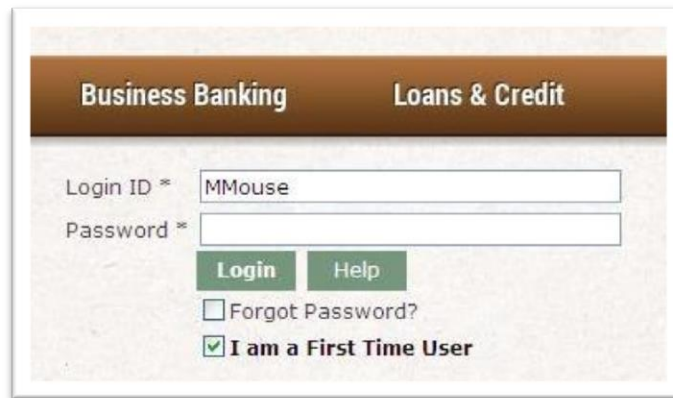 Business Banking Loans & Credit
Login ID * MMouse
Password *
Login Help
Forgot Password?
I am a First Time User